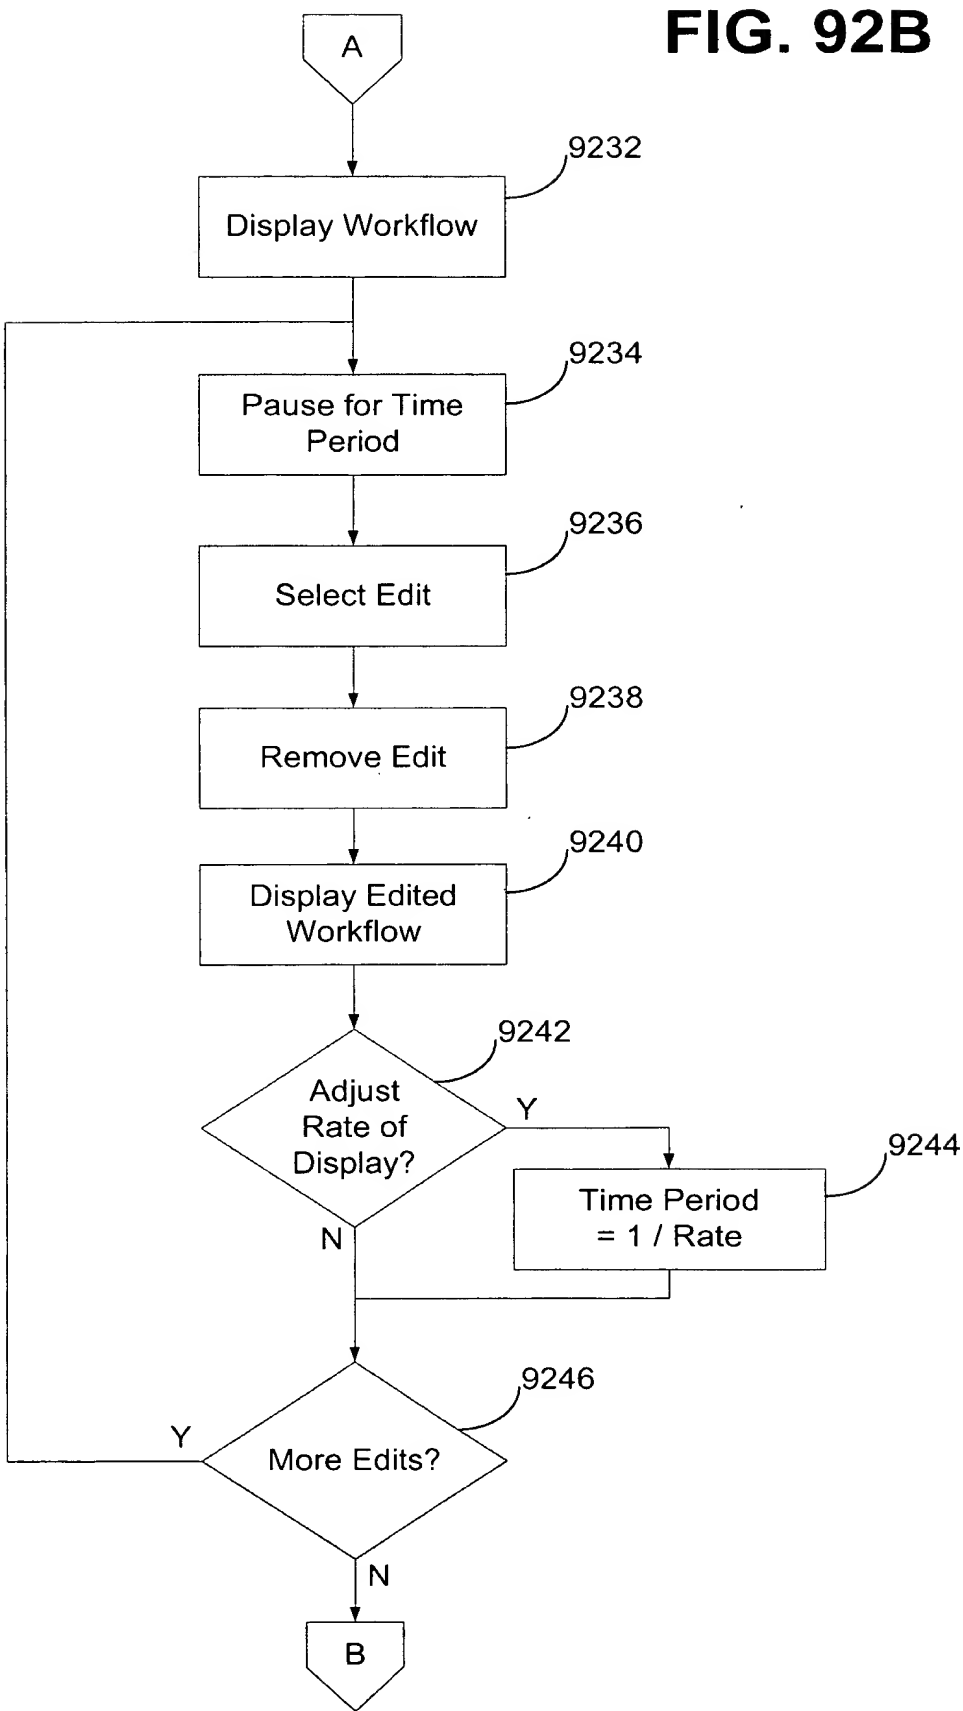 FIG. 92B
A
9232
Display Workflow
9234
Pause for Time
Period
9236
Select Edit
9238
Remove Edit
9240
Display Edited
Workflow
9242
Adjust
Rate of
Display?
Y
9244
Time Period
= 1 / Rate
N
9246
Y
More Edits?
N
B